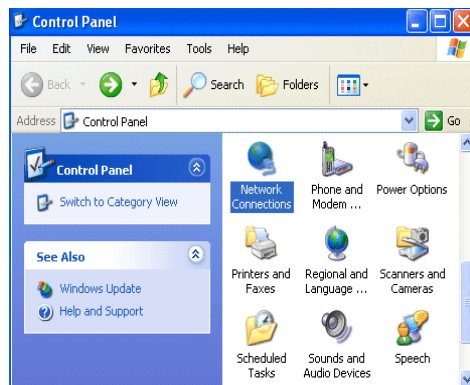 Control Panel
File Edit View Favorites Tools Help
Back Search Folders
Address Control Panel Go
Control Panel
Switch to Category View
See Also
Windows Update
Help and Support
Network Connections
Phone and Modem ...
Power Options
Printers and Faxes
Regional and Language ...
Scanners and Cameras
Scheduled Tasks
Sounds and Audio Devices
Speech